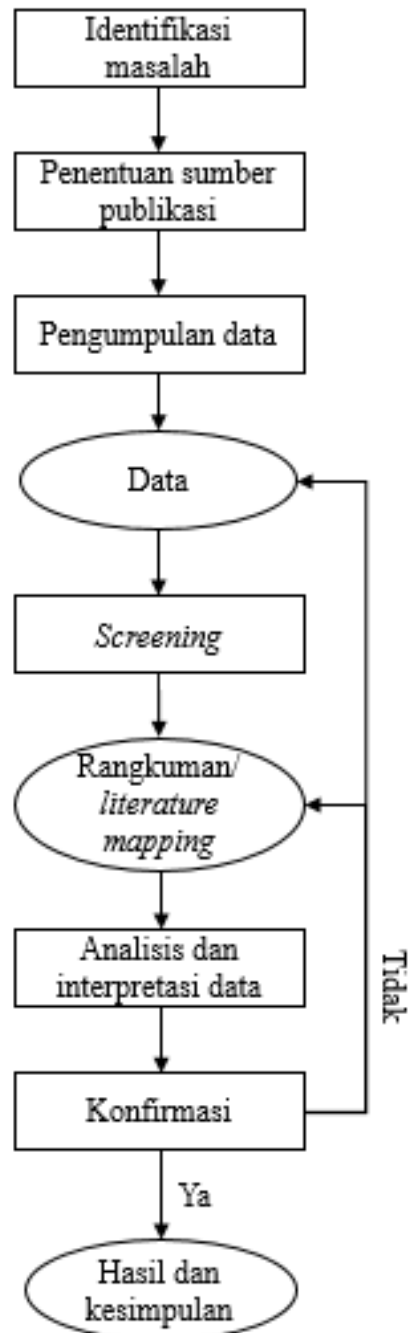 Identifikasi
masalah
Penentuan sumber
publikasi
Pengumpulan data
Data
Screening
Rangkuman/
literature
mapping
Analisis dan
interpretasi data
Tidak
Konfirmasi
Ya
Hasil dan
kesimpulan